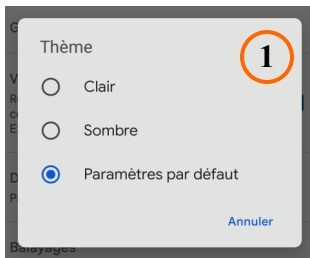 Thème
1
Clair
Sombre
Paramètres par défaut
Annuler
Balayages